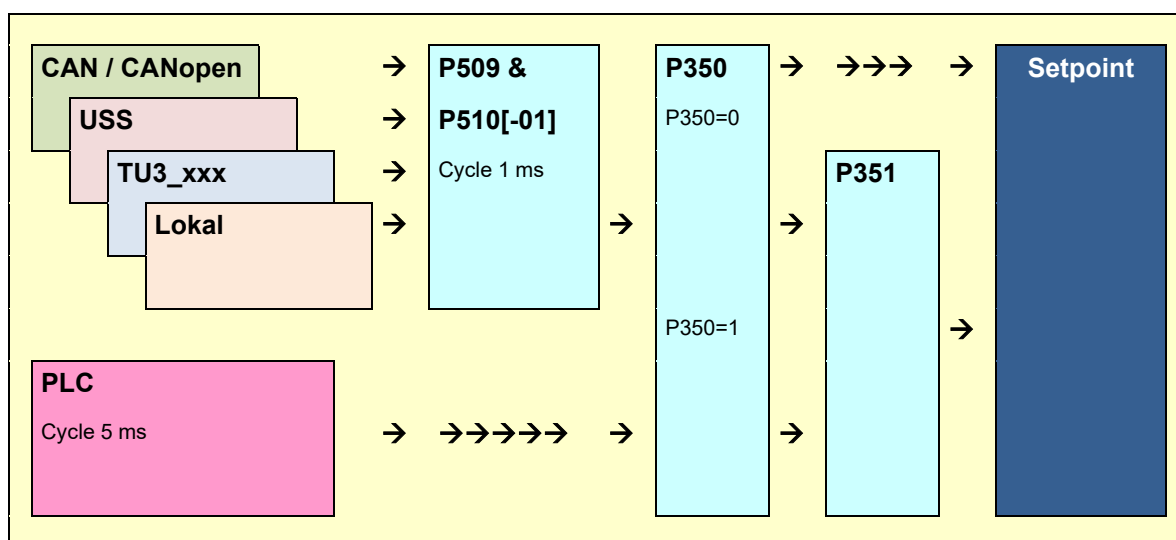 CAN / CANopen
USS
TU3_xxx
Lokal
→
→
→
→
P509 &
P510[-01]
Cycle 1 ms
→
P350
P350=0
P350=1
→
→→→
→
→
P351
→
Setpoint
PLC
Cycle 5 ms
→
→→→→→
→
→